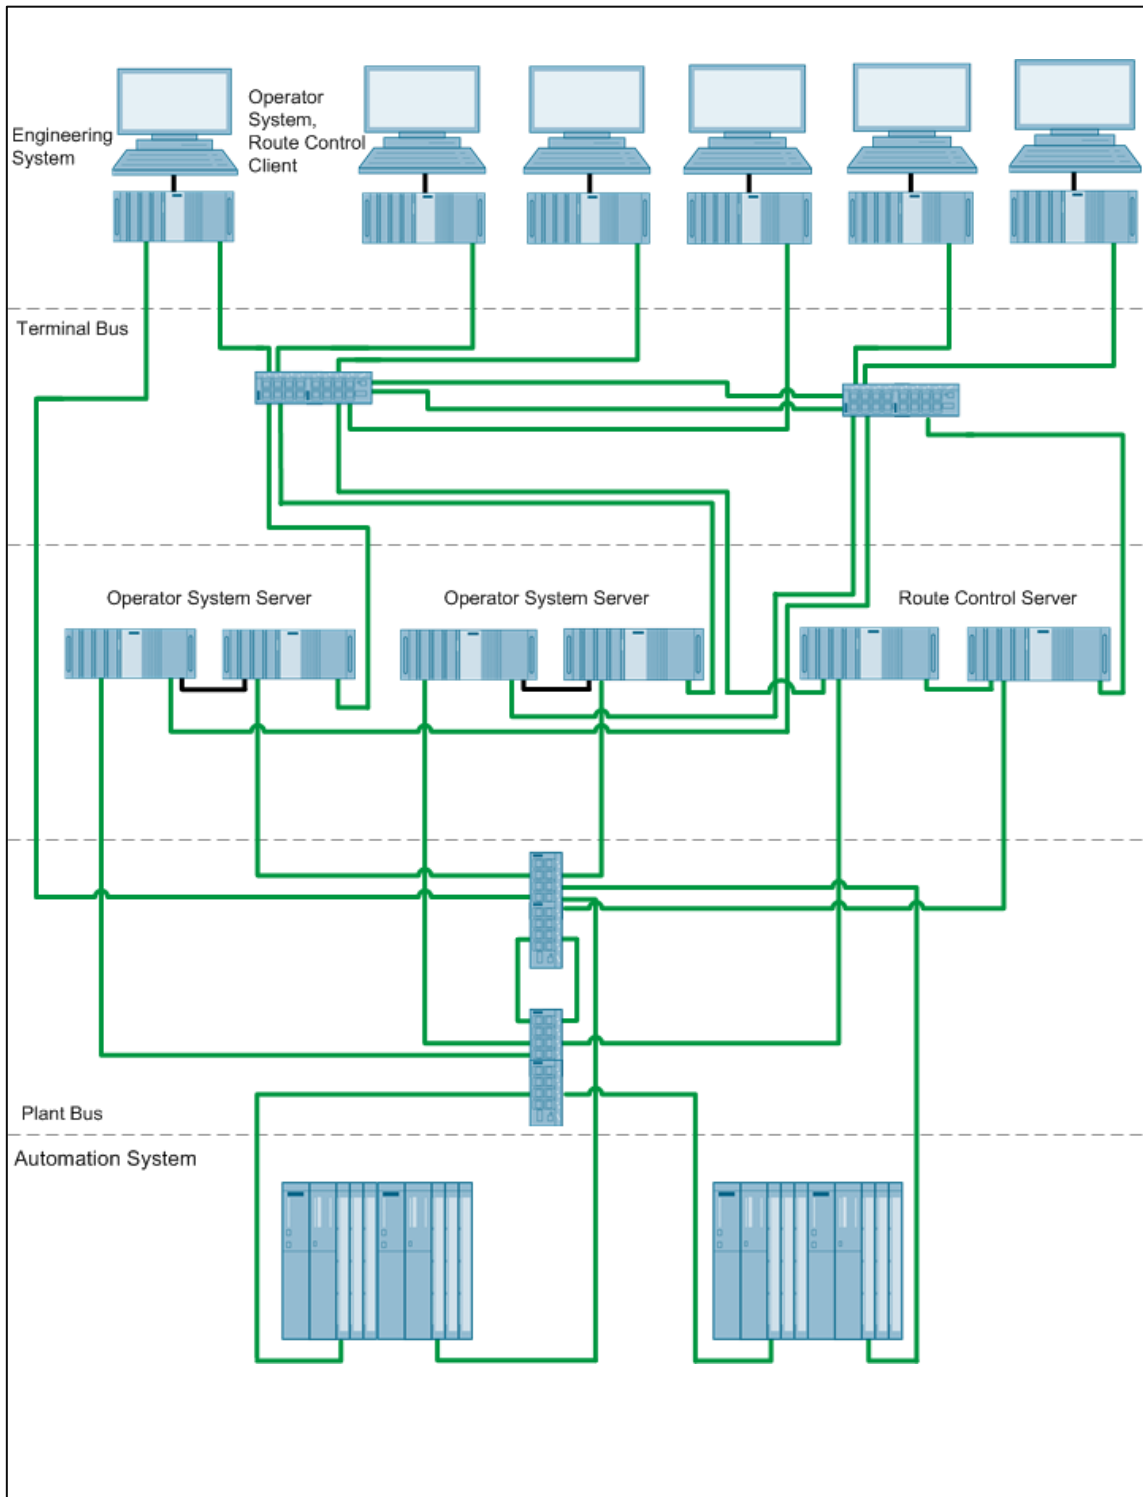 Engineering
System
Operator
System,
Route Control
Client
Terminal Bus
Operator System Server
Operator System Server
Route Control Server
Plant Bus
Automation System